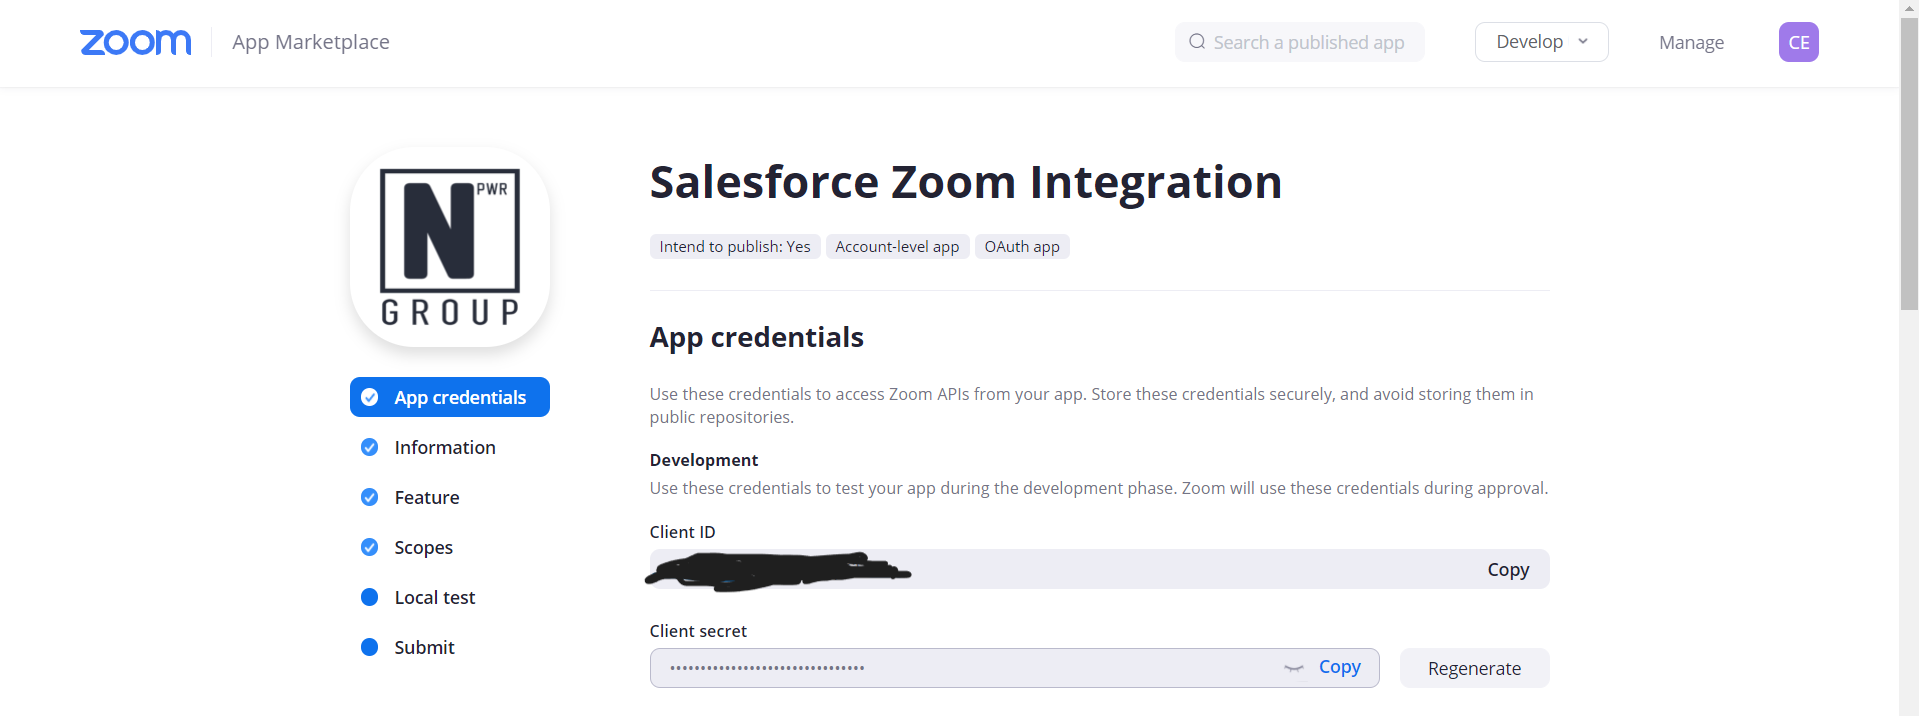 zoom App Marketplace Search a published app Develop Manage CE
N PWR
GROUP
Salesforce Zoom Integration
Intend to publish: Yes Account-level app OAuth app
App credentials
Use these credentials to access Zoom APIs from your app. Store these credentials securely, and avoid storing them in
public repositories.
Development
Use these credentials to test your app during the development phase. Zoom will use these credentials during approval.
Client ID
Copy
Client secret
•••••••••••••••••••••••••••••••• Copy Regenerate
App credentials
Information
Feature
Scopes
Local test
Submit